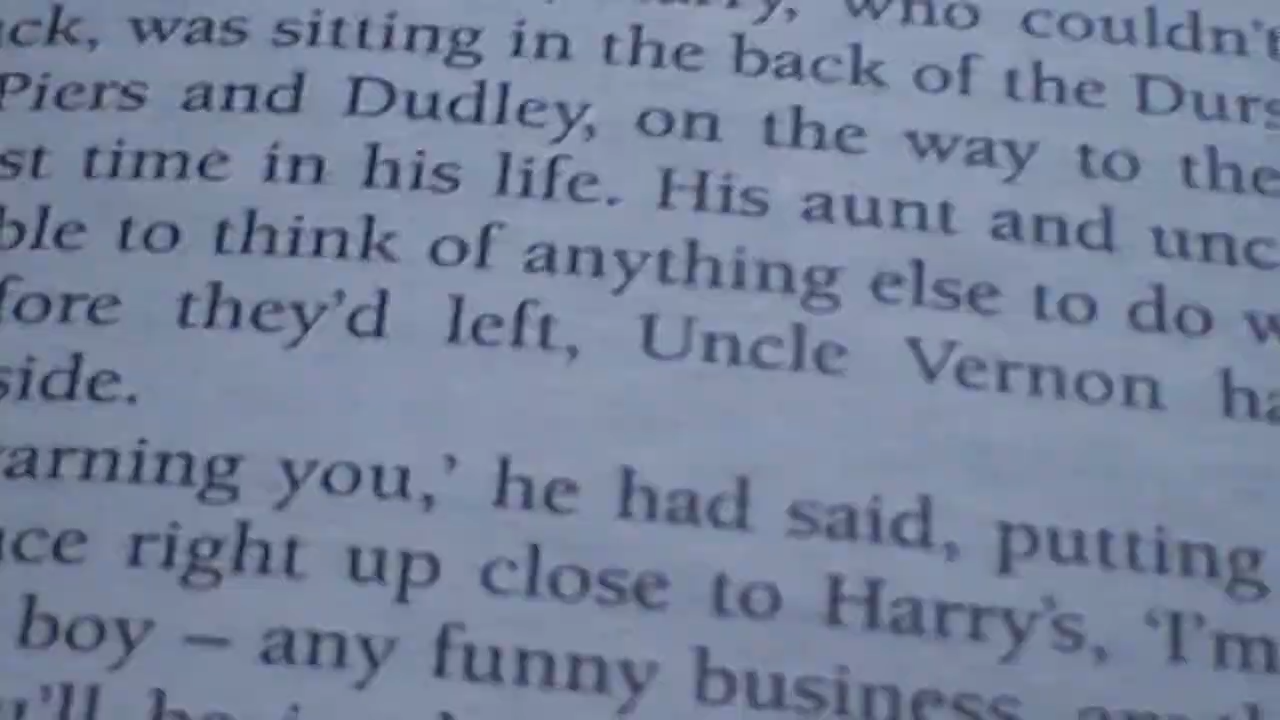 who couldn't
ck, was sitting in the back of the Durs
Piers and Dudley, on the way to the
st time in his life. His aunt and unc
ble to think of anything else to do w
fore they'd left, Uncle Vernon ha
side.
arning you,' he had said, putting
ce right up close to Harry's, 'I'm
boy – any funny business